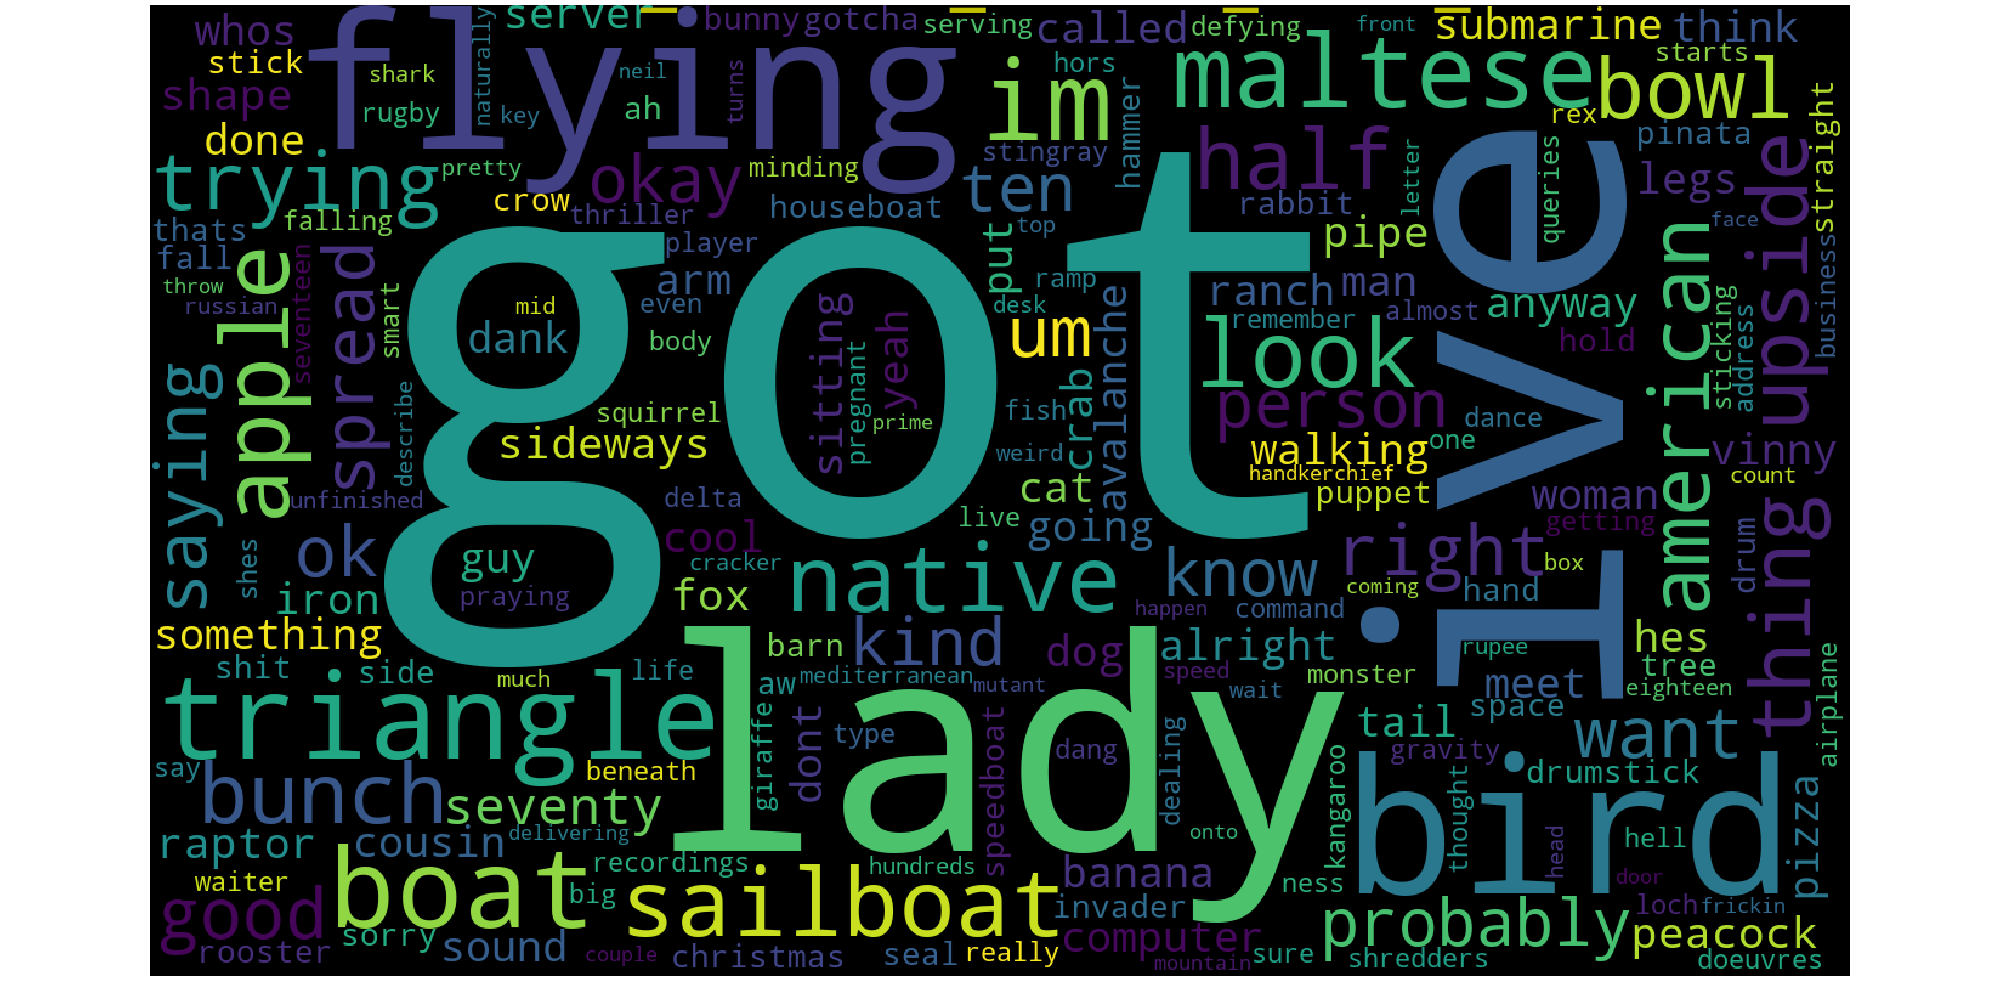 server
bunny
gotcha
serving
called
defying
front
submarine
think
whos
flying
im
hors
maltese
starts
stick
shark
naturally
neil
turns
bowl
shape
rugby
key
ah
hammer
rex
straight
done
pretty
minding
stingray
half
queries
pinata
trying
okay
ten
legs
upside
crow
thriller
houseboat
rabbit
letter
ive
falling
thats
player
put
top
pipe
american
face
fall
apple
spread
got
arm
ramp
ranch
man
business
throw
russian
seventeen
smart
mid
even
sitting
desk
almost
anyway
dank
body
yeah
um
avalanche
remember
look
hold
sticking
address
saying
describe
squirrel
pregnant
prime
fish
crab
person
dance
sideways
weird
walking
one
vinny
unfinished
delta
cat
handkerchief
puppet
woman
count
thing
shes
ok
guy
cool
live
going
right
getting
drum
cracker
native
know
box
iron
praying
fox
coming
hand
something
happen
command
barn
kind
dog
alright
rupee
hes
shit
side
much
life
aw
mediterranean
mutant
speed
wait
monster
meet
tree
eighteen
airplane
triangle
lady
giraffe
dont
type
speedboat
dang
dealing
tail
space
want
say
bunch
beneath
gravity
drumstick
seventy
kangaroo
thought
bird
pizza
raptor
cousin
delivering
onto
head
hell
boat
recordings
hundreds
banana
ness
door
waiter
big
sailboat
invader
loch
frickin
good
sorry
computer
probably
peacock
rooster
sound
couple
christmas
seal
really
mountain
sure
shredders
doeuvres